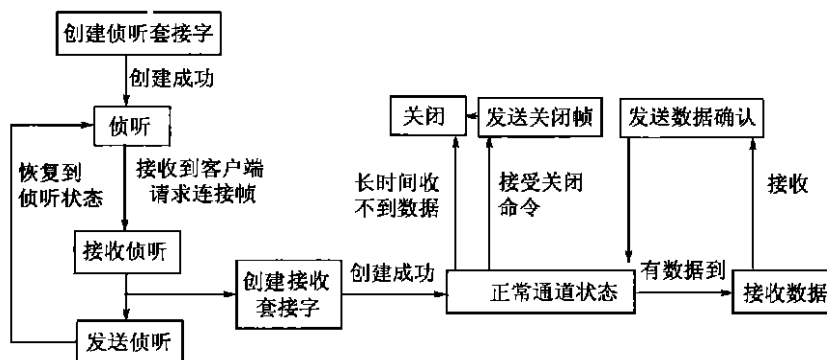 创建侦听套接字
创建成功
侦听
恢复到
侦听状态
接收到客户端
请求连接帧
接收侦听
发送侦听
创建接收
套接字
创建成功
关闭
发送关闭帧
长时间收
不到数据
接受关闭
命令
正常通道状态
有数据到
接收数据
接收
发送数据确认